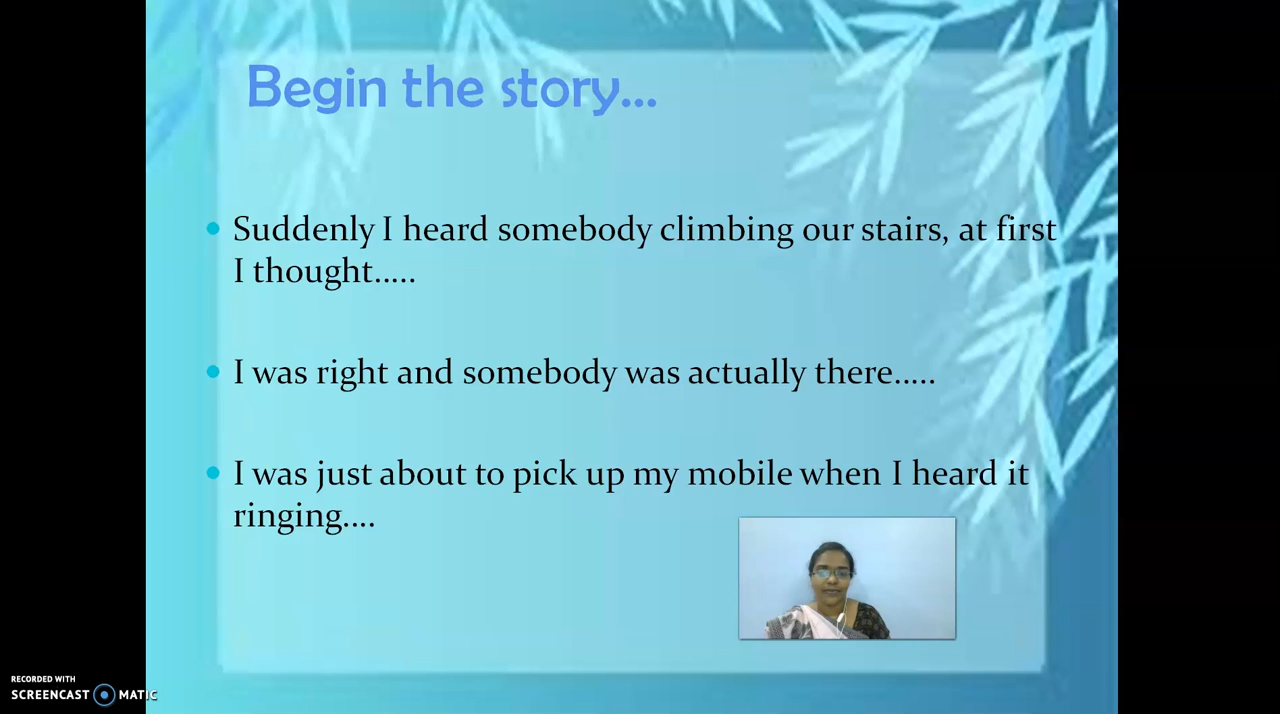 Begin the story...
Suddenly I heard somebody climbing our stairs, at first
I thought.....
I was right and somebody was actually there.....
I was just about to pick up my mobile when I heard it
ringing....
RECORDED WITH
SCREENCAST MATIC